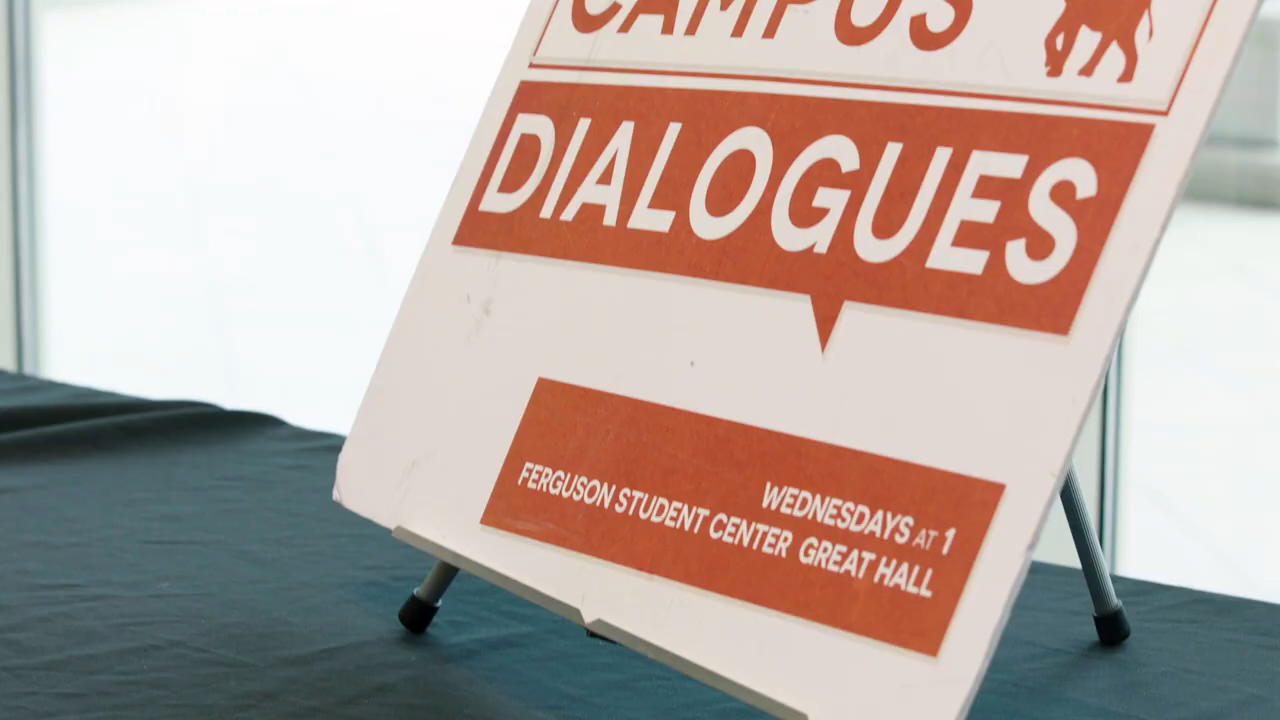 CAMPUS
DIALOGUES
WEDNESDAYS AT 1
FERGUSON STUDENT CENTER GREAT HALL